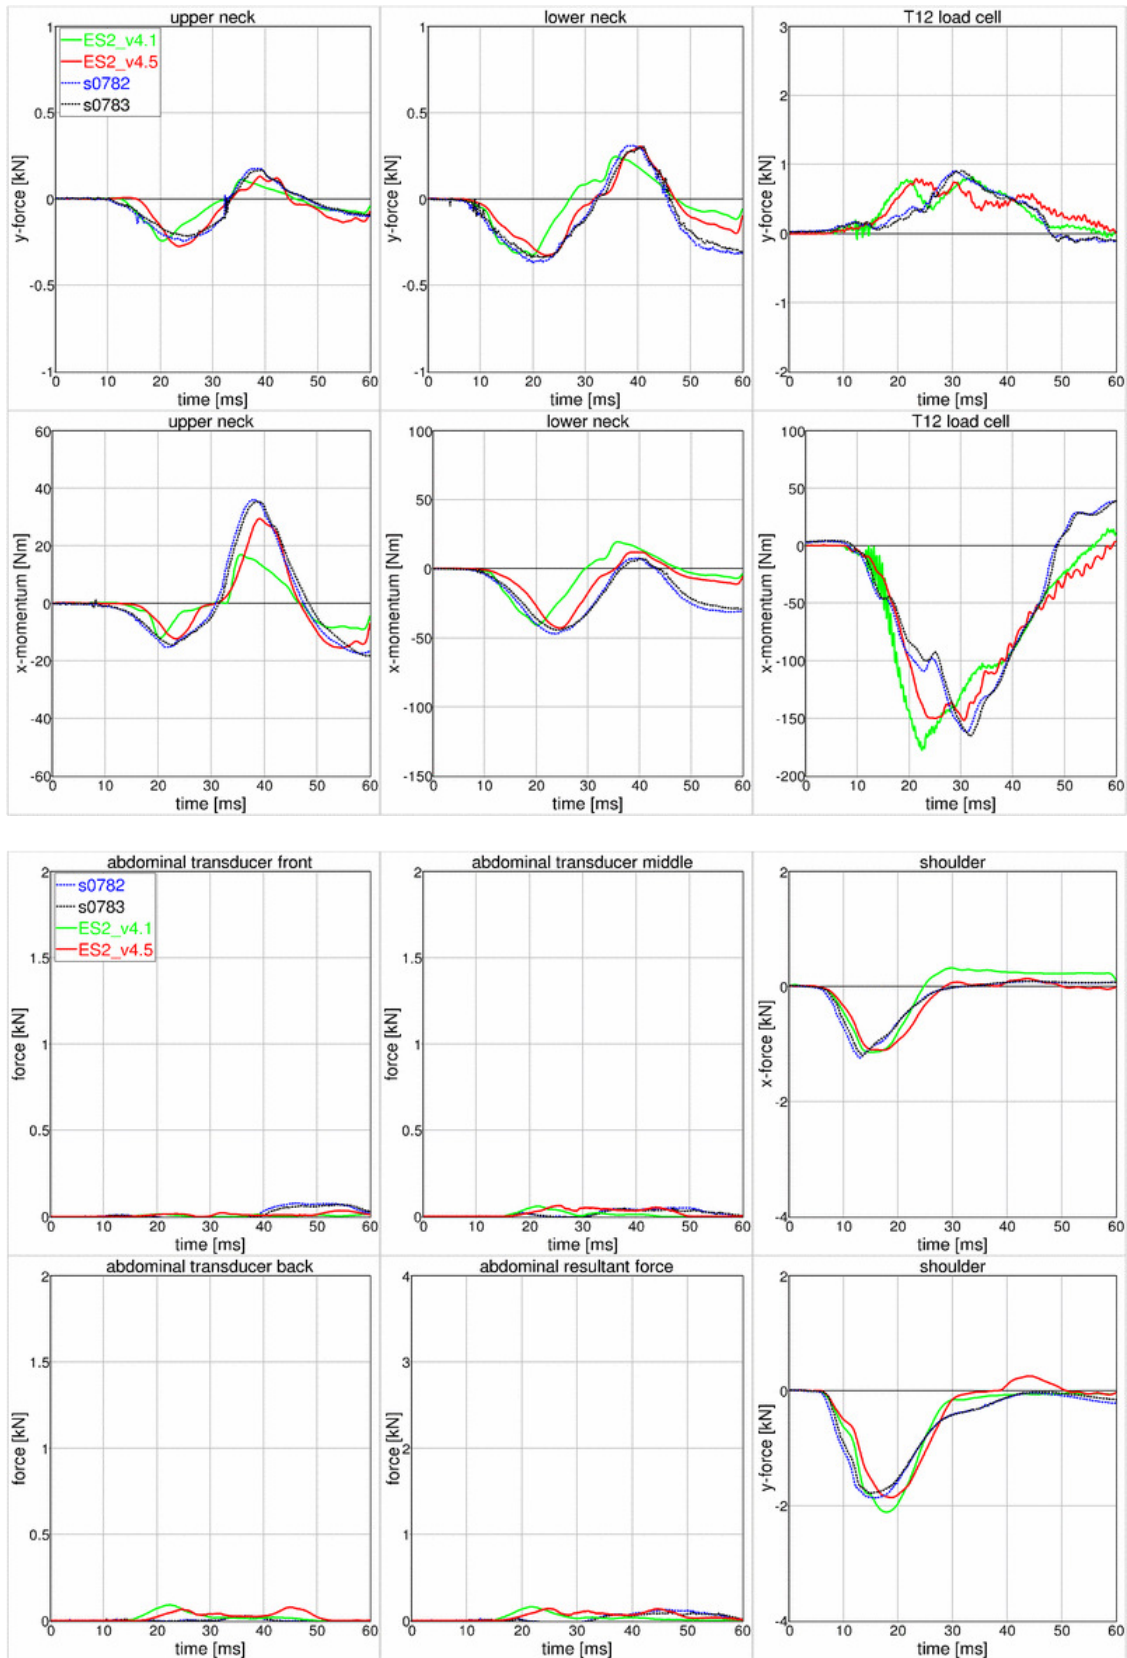 upper neck
1
0.5
0
-0.5
-1
y-force [kN]
ES2_v4.1
ES2_v4.5
s0782
s0783
0 10 20 30 40 50 60
time [ms]
lower neck
1
0.5
0
-0.5
-1
y-force [kN]
0 10 20 30 40 50 60
time [ms]
T12 load cell
3
2
1
0
-1
-2
y-force [kN]
0 10 20 30 40 50 60
time [ms]
upper neck
60
40
20
0
-20
-40
-60
x-momentum [Nm]
0 10 20 30 40 50 60
time [ms]
lower neck
100
50
0
-50
-100
-150
x-momentum [Nm]
0 10 20 30 40 50 60
time [ms]
T12 load cell
100
50
0
-50
-100
-150
-200
x-momentum [Nm]
0 10 20 30 40 50 60
time [ms]
abdominal transducer front
2
1.5
1
0.5
0
force [kN]
s0782
s0783
ES2_v4.1
ES2_v4.5
0 10 20 30 40 50 60
time [ms]
abdominal transducer middle
2
1.5
1
0.5
0
force [kN]
0 10 20 30 40 50 60
time [ms]
shoulder
2
0
-2
-4
x-force [kN]
0 10 20 30 40 50 60
time [ms]
abdominal transducer back
2
1.5
1
0.5
0
force [kN]
0 10 20 30 40 50 60
time [ms]
abdominal resultant force
4
3
2
1
0
force [kN]
0 10 20 30 40 50 60
time [ms]
shoulder
2
0
-2
-4
y-force [kN]
0 10 20 30 40 50 60
time [ms]